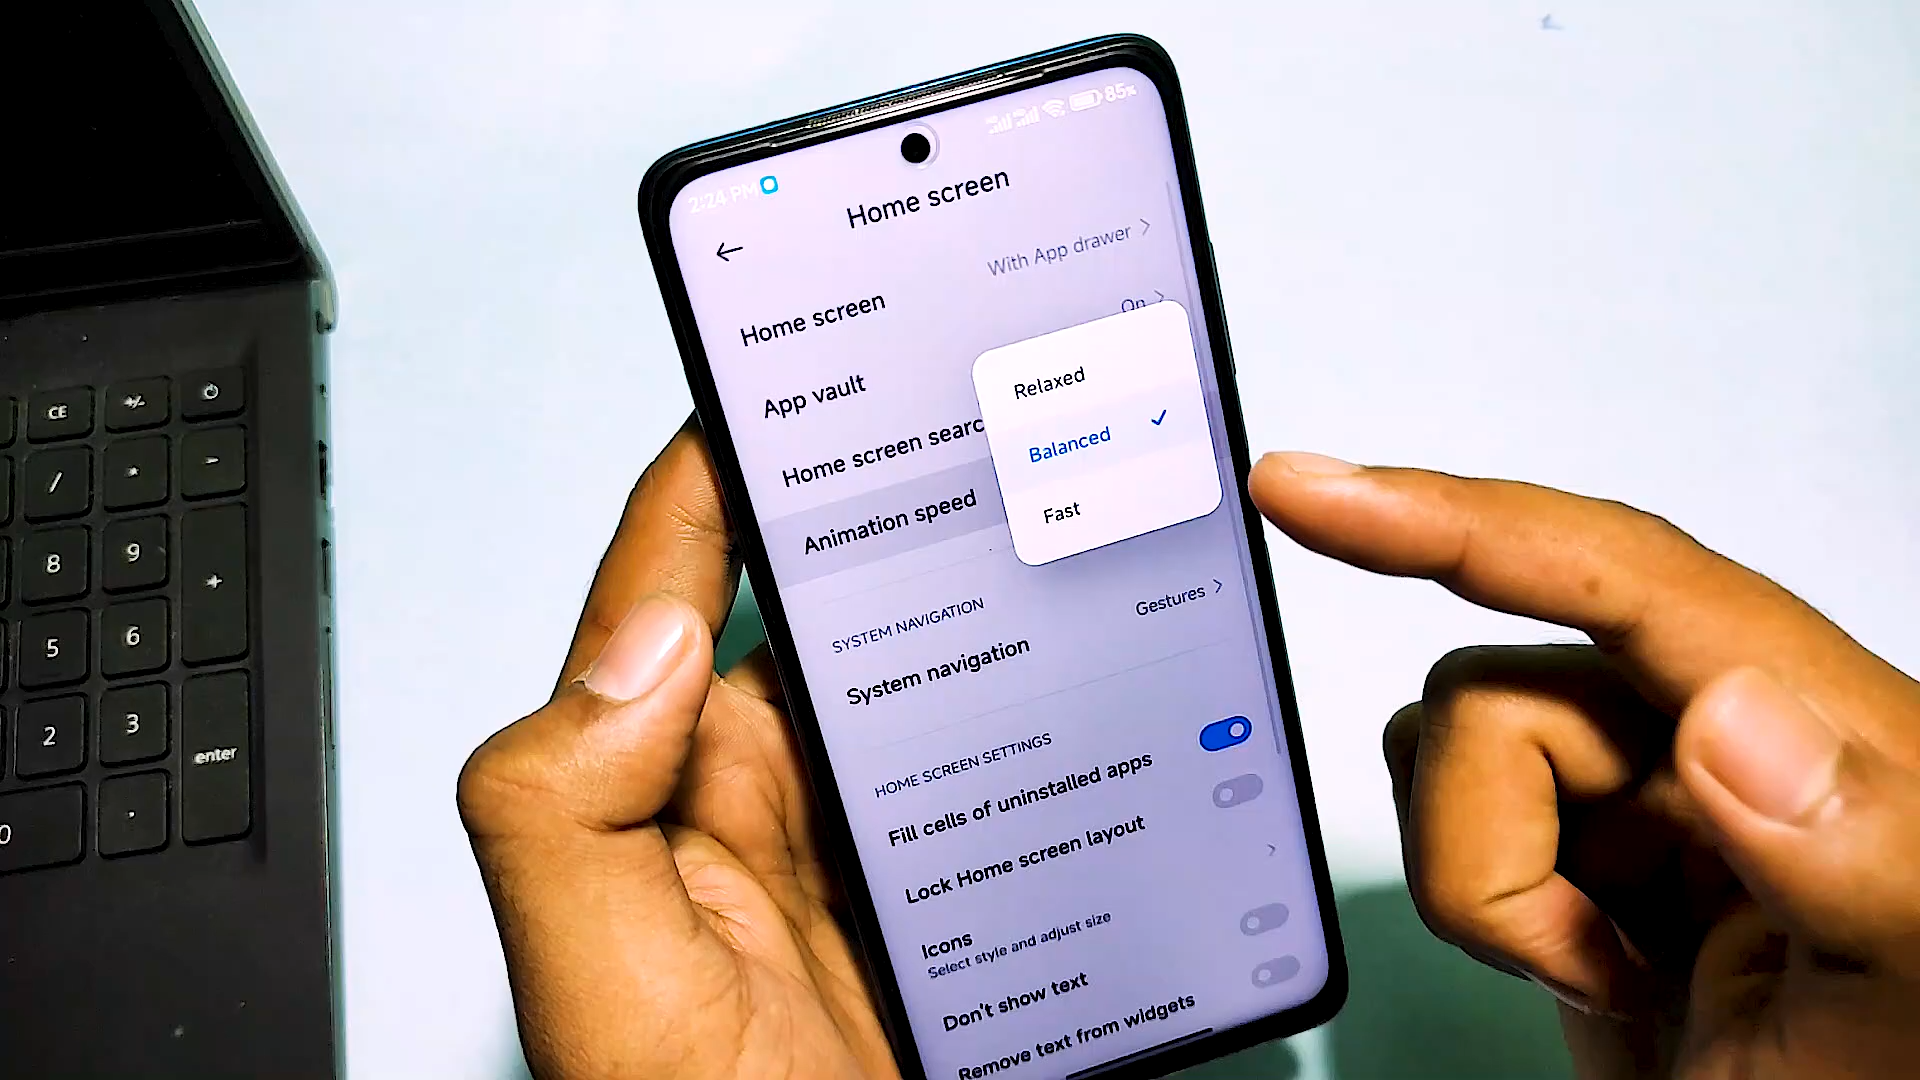 2:24 PM
85%
Home screen
Home screen
With App drawer
App vault
On
Home screen searc
Animation speed
Relaxed
Balanced
Fast
SYSTEM NAVIGATION
System navigation
Gestures
HOME SCREEN SETTINGS
Fill cells of uninstalled apps
Lock Home screen layout
Icons
Select style and adjust size
Don't show text
Remove text from widgets
CE
+/-
/
*
-
8
9
+
5
6
2
3
enter
0
.